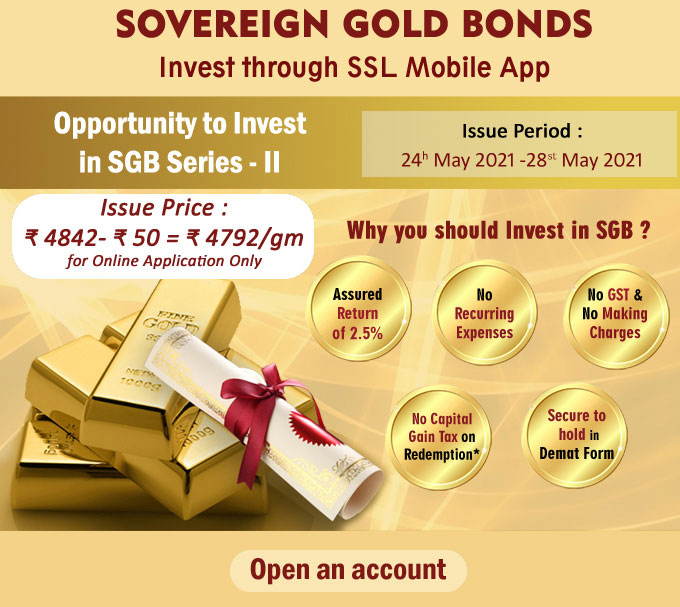 SOVEREIGN GOLD BONDS
Invest through SSL Mobile App
Opportunity to Invest
in SGB Series - II
Issue Period :
24h May 2021 -28st May 2021
Issue Price :
₹ 4842- ₹ 50 = ₹ 4792/gm
for Online Application Only
Why you should Invest in SGB ?
Assured
Return
of 2.5%
No
Recurring
Expenses
No GST &
No Making
Charges
No Capital
Gain Tax on
Redemption*
Secure to
hold in
Demat Form
FINE
GOLD
1000g
Open an account